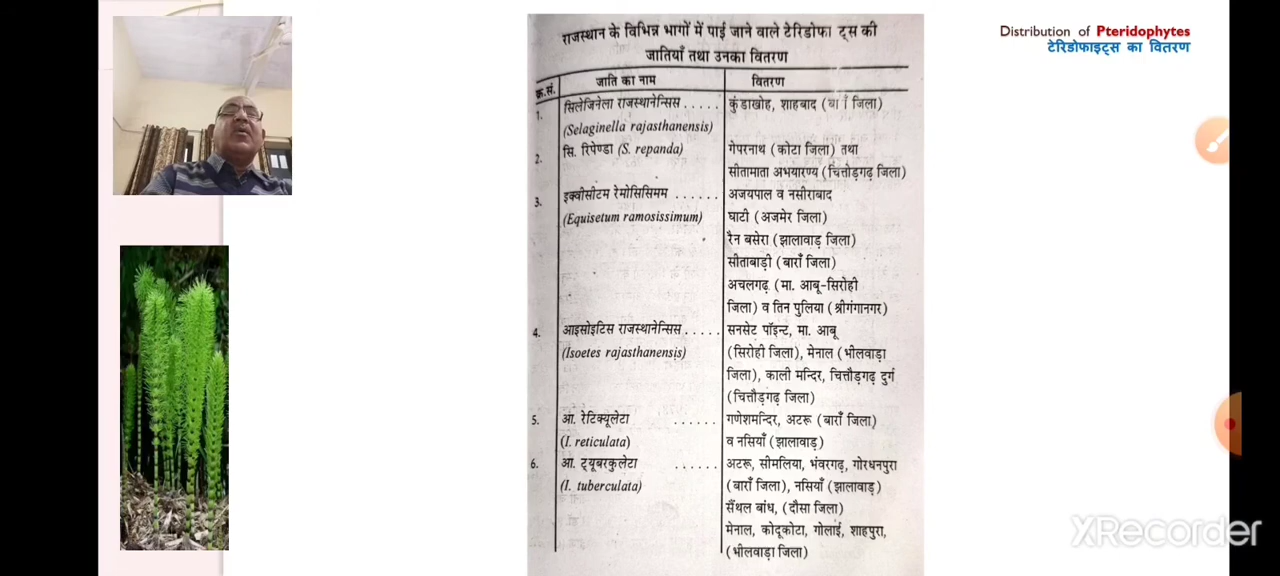 राजस्थान के विभिन्न भागों में पाई जाने वाले टेरिडोफा ट्स की
जातियाँ तथा उनका वितरण
क्र.सं. जाति का नाम वितरण
1. सिलेजिनेला राजस्थानेन्सिस ..... कुंडाखोह, शाहबाद (बा ाँ जिला)
(Selaginella rajasthanensis)
2. सि. रिपेण्डा (S. repanda) गेपरनाथ (कोटा जिला) तथा
सीतामाता अभयारण्य (चित्तोड़गढ़ जिला)
3. इक्वीसीटम रेमोसिसिमम ...... अजयपाल व नसीराबाद
(Equisetum ramosissimum) घाटी (अजमेर जिला)
रैन बसेरा (झालावाड़ जिला)
सीताबाड़ी (बाराँ जिला)
अचलगढ़ (मा. आबू-सिरोही
जिला) व तिन पुलिया (श्रीगंगानगर)
4. आइसोइटिस राजस्थानेन्सिस ..... सनसेट पॉइन्ट, मा. आबू
(Isoetes rajasthanensis) (सिरोही जिला), मेनाल (भीलवाड़ा
जिला), काली मन्दिर, चित्तौड़गढ़ दुर्ग
(चित्तौड़गढ़ जिला)
5. आ. रेटिक्यूलेटा ...... गणेशमन्दिर, अटरू (बाराँ जिला)
(I. reticulata) व नसियाँ (झालावाड़)
6. आ. ट्यूबरकुलेटा ...... अटरू, सीमलिया, भंवरगढ़, गोरधनपुरा
(I. tuberculata) (बाराँ जिला), नसियाँ (झालावाड़)
सैंथल बांध, (दौसा जिला)
मेनाल, कोदूकोटा, गोलाई, शाहपुरा,
(भीलवाड़ा जिला)
Distribution of Pteridophytes
टेरिडोफाइट्स का वितरण
XRecorder